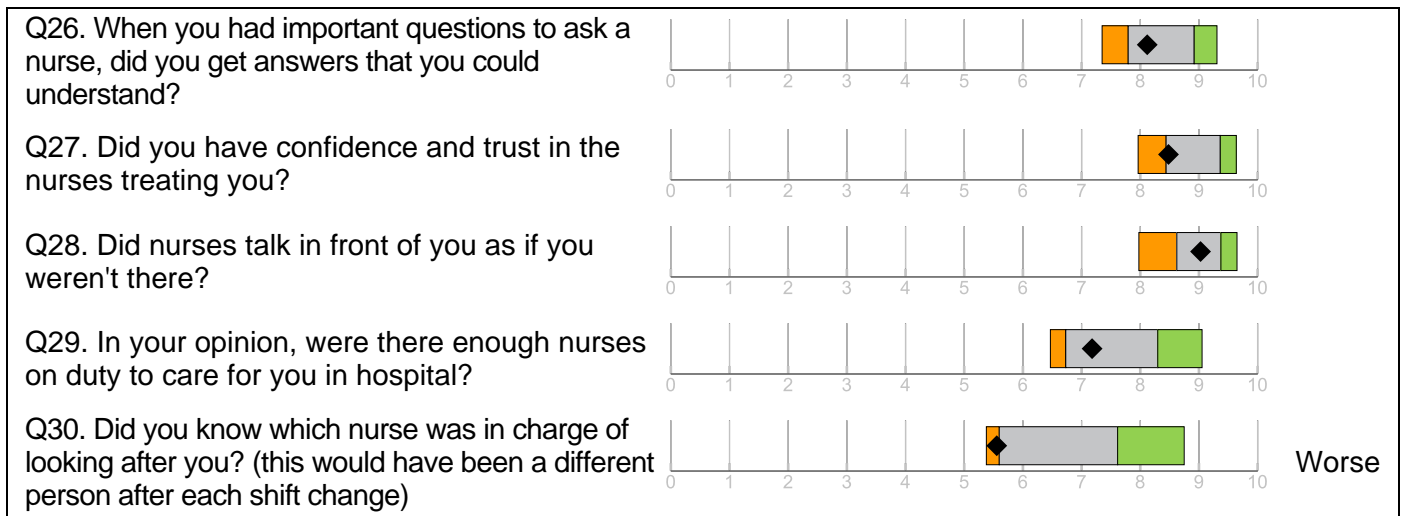 Q26. When you had important questions to ask a
nurse, did you get answers that you could
understand?
0 1 2 3 4 5 6 7 8 9 10
Q27. Did you have confidence and trust in the
nurses treating you?
0 1 2 3 4 5 6 7 8 9 10
Q28. Did nurses talk in front of you as if you
weren't there?
0 1 2 3 4 5 6 7 8 9 10
Q29. In your opinion, were there enough nurses
on duty to care for you in hospital?
0 1 2 3 4 5 6 7 8 9 10
Q30. Did you know which nurse was in charge of
looking after you? (this would have been a different
person after each shift change)
0 1 2 3 4 5 6 7 8 9 10
Worse